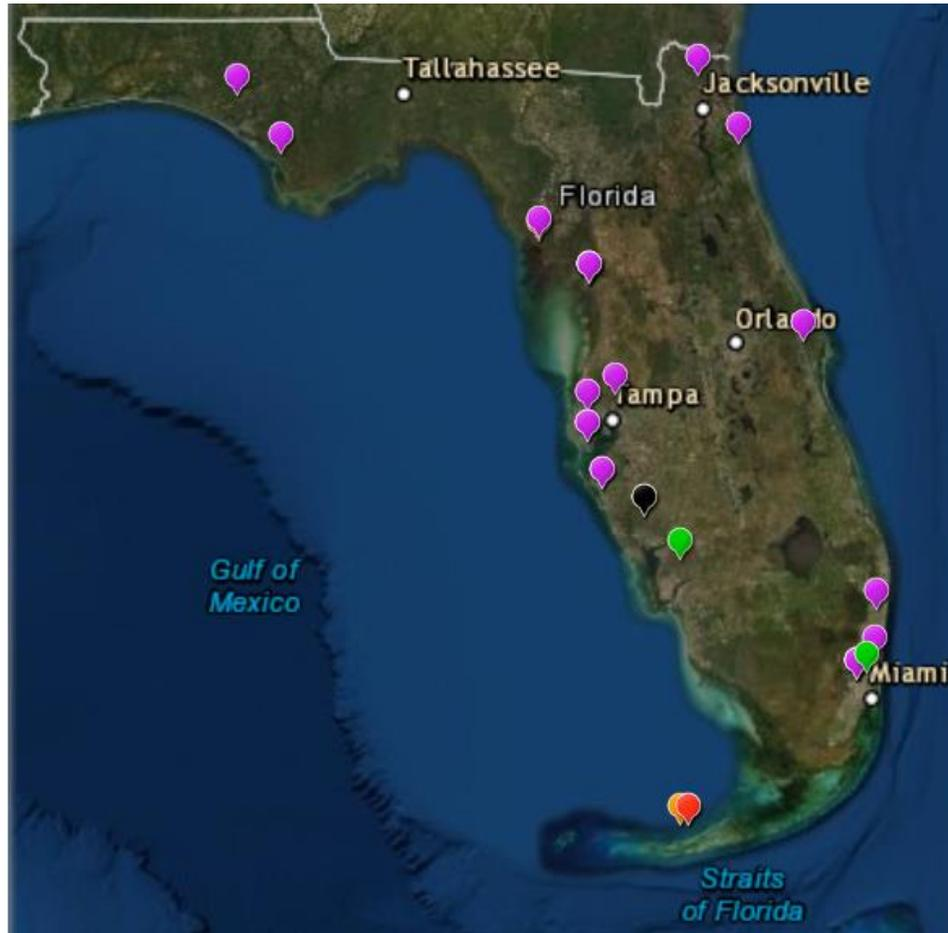 Tallahassee
Jacksonville
Florida
Orlando
Tampa
Gulf of
Mexico
Miami
Straits
of Florida